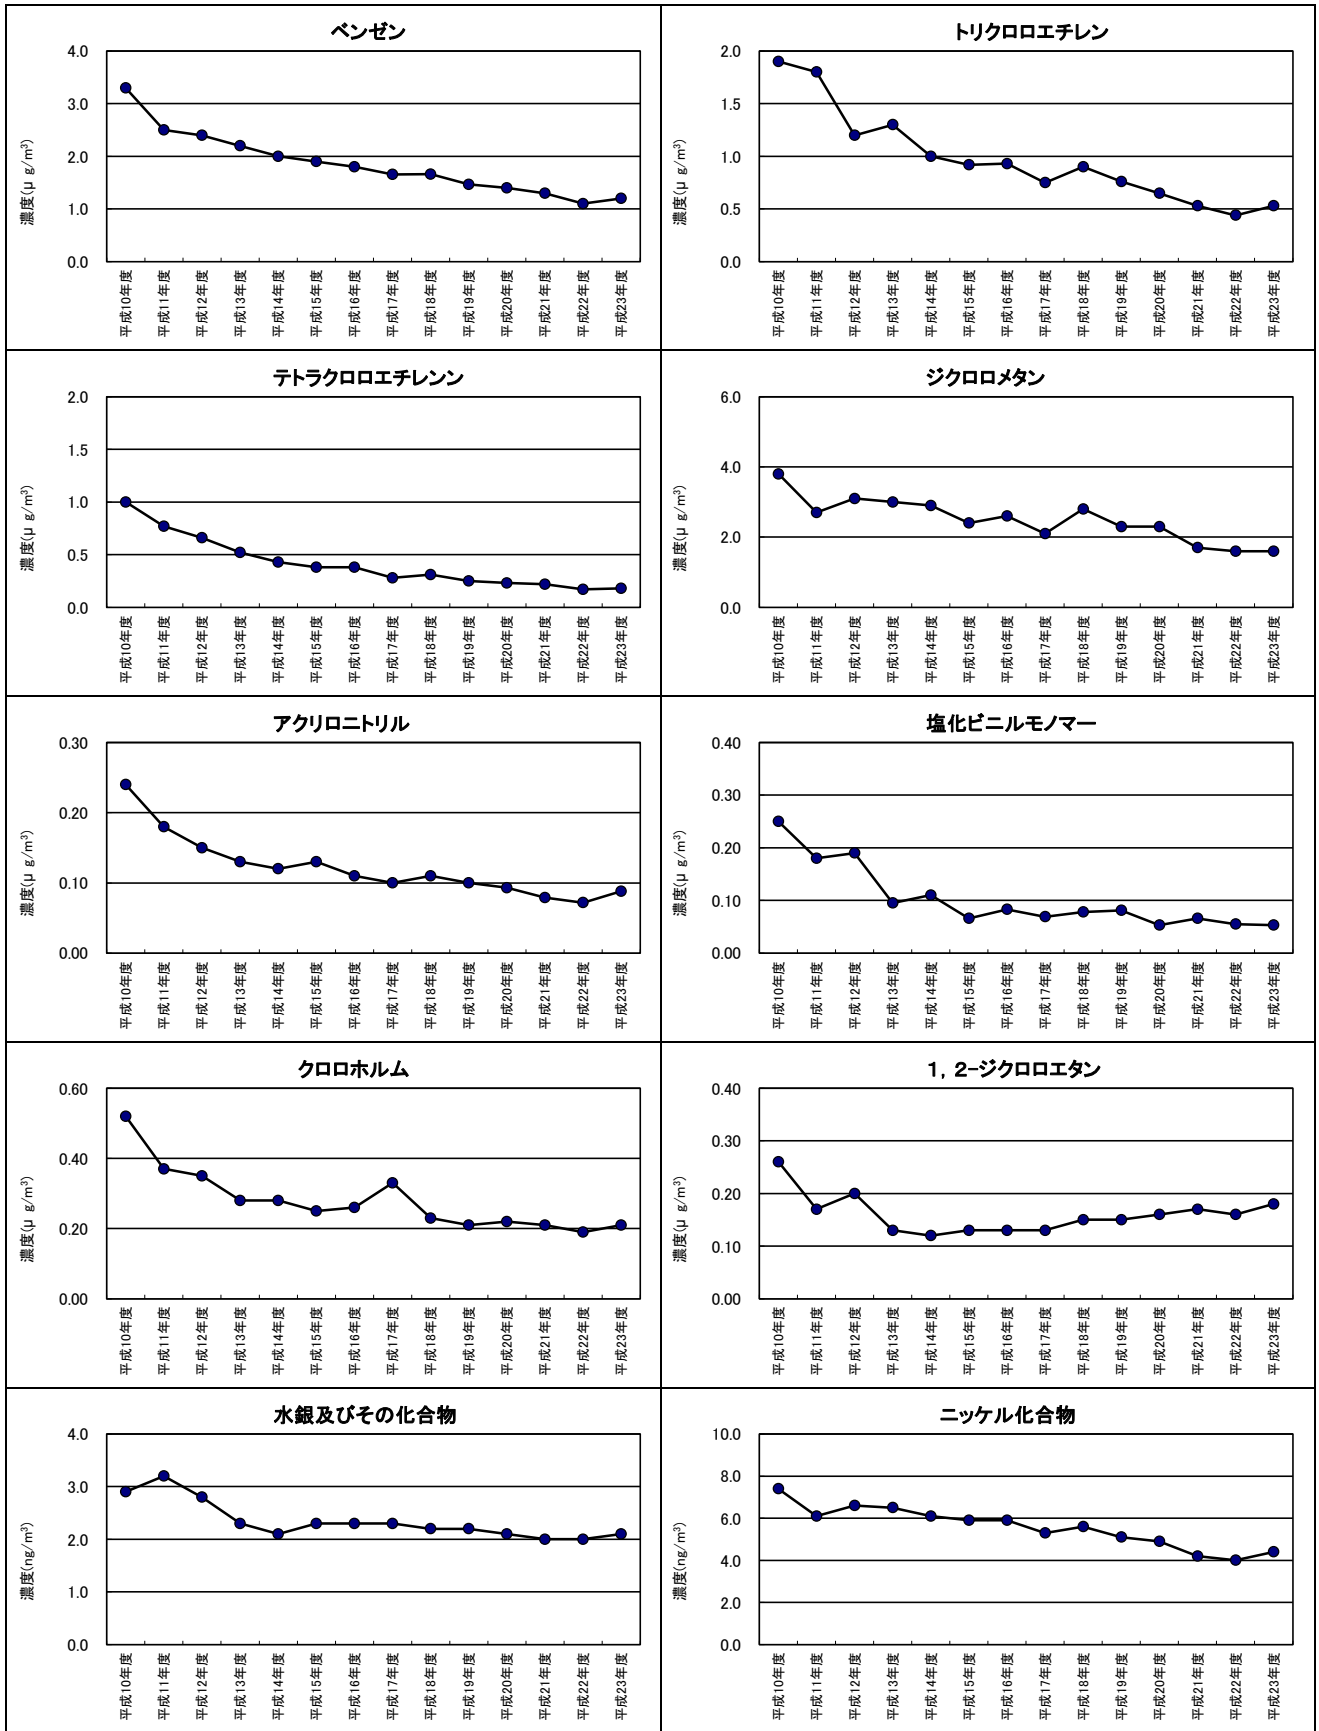 ベンゼン
4.0
3.0
2.0
1.0
0.0
濃度(μ g/m³)
平成10年度
平成11年度
平成12年度
平成13年度
平成14年度
平成15年度
平成16年度
平成17年度
平成18年度
平成19年度
平成20年度
平成21年度
平成22年度
平成23年度
トリクロロエチレン
2.0
1.5
1.0
0.5
0.0
濃度(μ g/m³)
平成10年度
平成11年度
平成12年度
平成13年度
平成14年度
平成15年度
平成16年度
平成17年度
平成18年度
平成19年度
平成20年度
平成21年度
平成22年度
平成23年度
テトラクロロエチレンン
2.0
1.5
1.0
0.5
0.0
濃度(μ g/m³)
平成10年度
平成11年度
平成12年度
平成13年度
平成14年度
平成15年度
平成16年度
平成17年度
平成18年度
平成19年度
平成20年度
平成21年度
平成22年度
平成23年度
ジクロロメタン
6.0
4.0
2.0
0.0
濃度(μ g/m³)
平成10年度
平成11年度
平成12年度
平成13年度
平成14年度
平成15年度
平成16年度
平成17年度
平成18年度
平成19年度
平成20年度
平成21年度
平成22年度
平成23年度
アクリロニトリル
0.30
0.20
0.10
0.00
濃度(μ g/m³)
平成10年度
平成11年度
平成12年度
平成13年度
平成14年度
平成15年度
平成16年度
平成17年度
平成18年度
平成19年度
平成20年度
平成21年度
平成22年度
平成23年度
塩化ビニルモノマー
0.40
0.30
0.20
0.10
0.00
濃度(μ g/m³)
平成10年度
平成11年度
平成12年度
平成13年度
平成14年度
平成15年度
平成16年度
平成17年度
平成18年度
平成19年度
平成20年度
平成21年度
平成22年度
平成23年度
クロロホルム
0.60
0.40
0.20
0.00
濃度(μ g/m³)
平成10年度
平成11年度
平成12年度
平成13年度
平成14年度
平成15年度
平成16年度
平成17年度
平成18年度
平成19年度
平成20年度
平成21年度
平成22年度
平成23年度
1，2-ジクロロエタン
0.40
0.30
0.20
0.10
0.00
濃度(μ g/m³)
平成10年度
平成11年度
平成12年度
平成13年度
平成14年度
平成15年度
平成16年度
平成17年度
平成18年度
平成19年度
平成20年度
平成21年度
平成22年度
平成23年度
水銀及びその化合物
4.0
3.0
2.0
1.0
0.0
濃度(ng/m³)
平成10年度
平成11年度
平成12年度
平成13年度
平成14年度
平成15年度
平成16年度
平成17年度
平成18年度
平成19年度
平成20年度
平成21年度
平成22年度
平成23年度
ニッケル化合物
10.0
8.0
6.0
4.0
2.0
0.0
濃度(ng/m³)
平成10年度
平成11年度
平成12年度
平成13年度
平成14年度
平成15年度
平成16年度
平成17年度
平成18年度
平成19年度
平成20年度
平成21年度
平成22年度
平成23年度